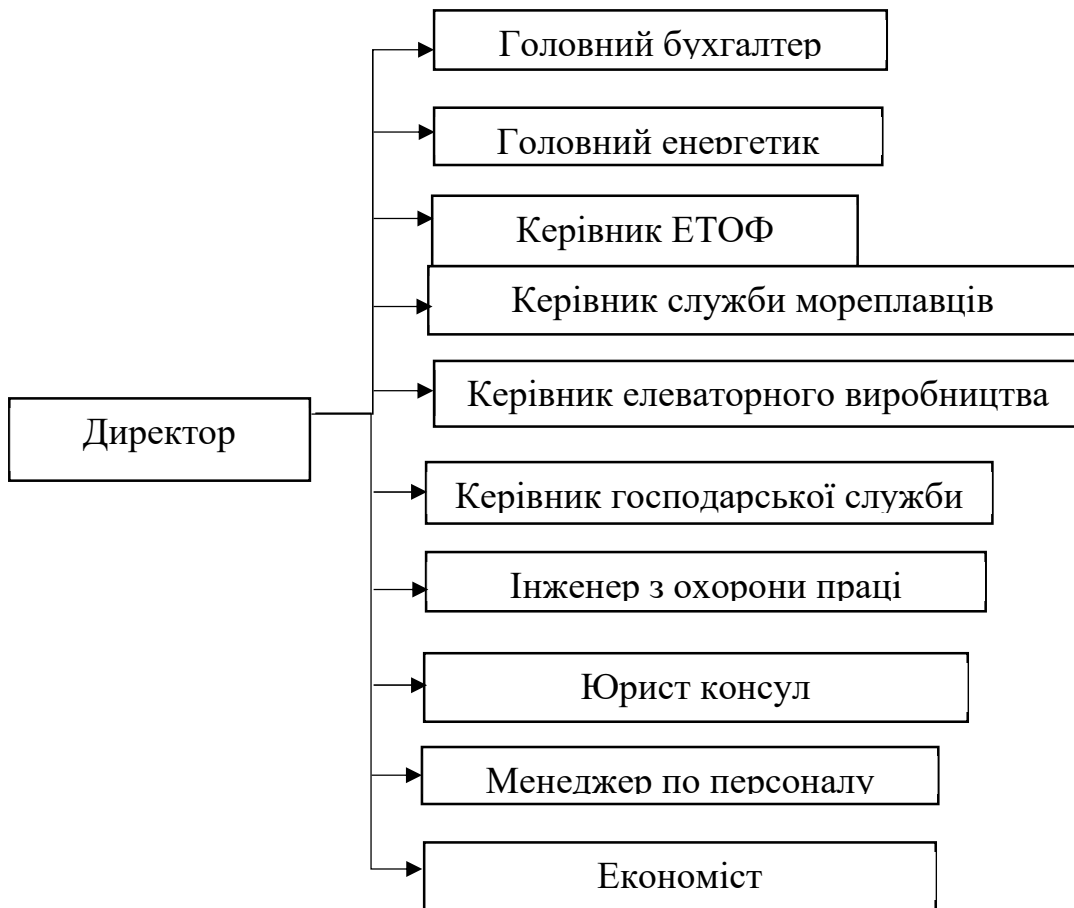 Головний бухгалтер
Головний енергетик
Керівник ЕТОФ
Керівник служби мореплавців
Керівник елеваторного виробництва
Директор
Керівник господарської служби
Інженер з охорони праці
Юрист консул
Менеджер по персоналу
Економіст